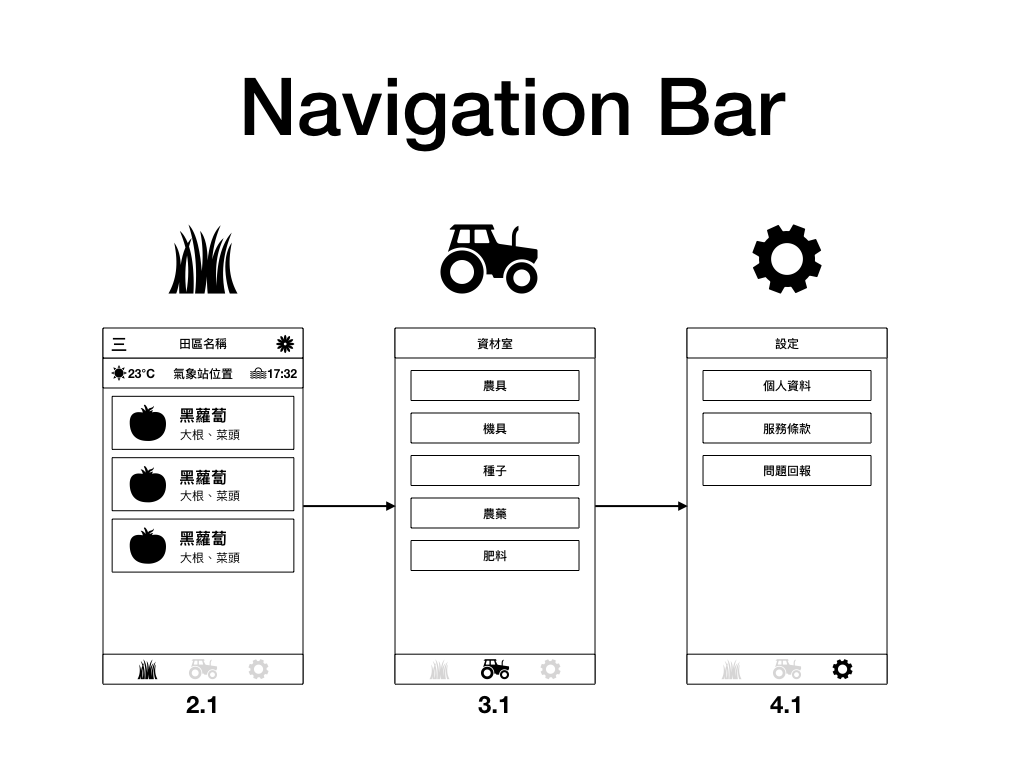 Navigation Bar
三 田區名稱
23°C 氣象站位置 17:32
黑蘿蔔
大根、菜頭
黑蘿蔔
大根、菜頭
黑蘿蔔
大根、菜頭
2.1
資材室
農具
機具
種子
農藥
肥料
3.1
設定
個人資料
服務條款
問題回報
4.1